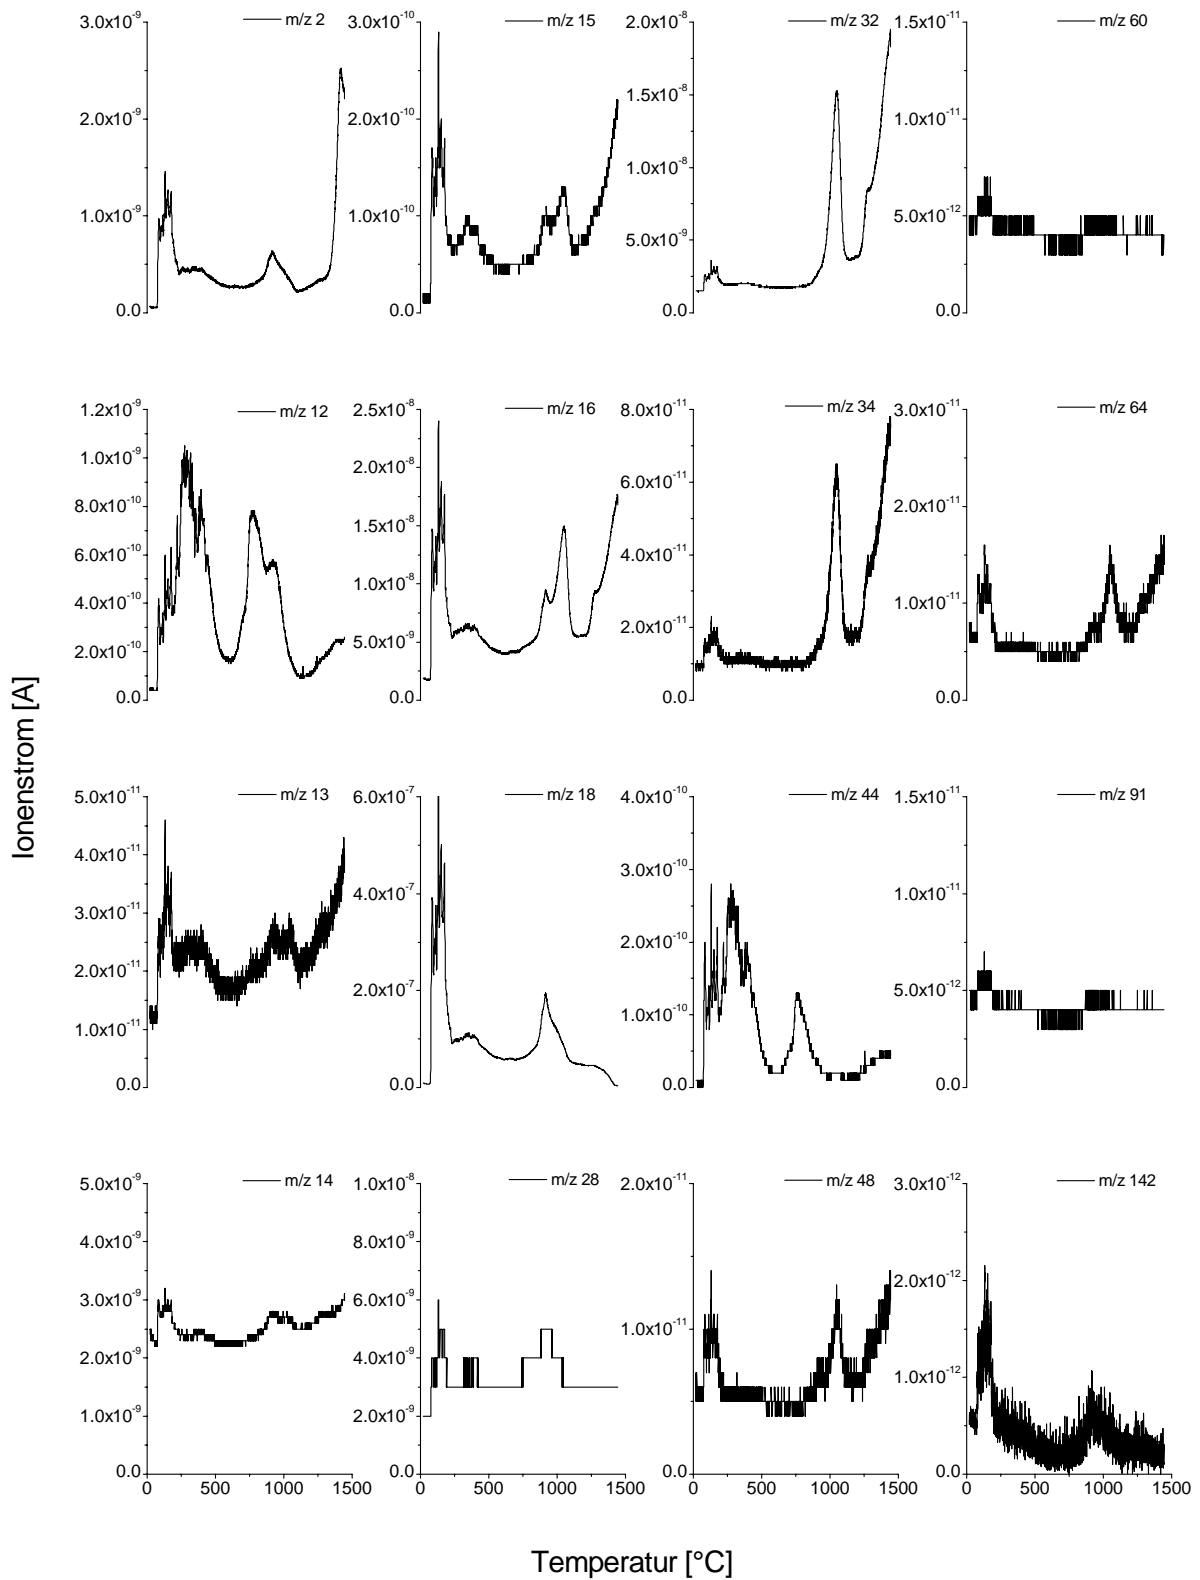 3.0x10⁻⁹
2.0x10⁻⁹
1.0x10⁻⁹
0.0
m/z 2
3.0x10⁻¹⁰
2.0x10⁻¹⁰
1.0x10⁻¹⁰
0.0
m/z 15
2.0x10⁻⁸
1.5x10⁻⁸
1.0x10⁻⁸
5.0x10⁻⁹
0.0
m/z 32
1.5x10⁻¹¹
1.0x10⁻¹¹
5.0x10⁻¹²
0.0
m/z 60
1.2x10⁻⁹
1.0x10⁻⁹
8.0x10⁻¹⁰
6.0x10⁻¹⁰
4.0x10⁻¹⁰
2.0x10⁻¹⁰
0.0
m/z 12
2.5x10⁻⁸
2.0x10⁻⁸
1.5x10⁻⁸
1.0x10⁻⁸
5.0x10⁻⁹
0.0
m/z 16
8.0x10⁻¹¹
6.0x10⁻¹¹
4.0x10⁻¹¹
2.0x10⁻¹¹
0.0
m/z 34
3.0x10⁻¹¹
2.0x10⁻¹¹
1.0x10⁻¹¹
0.0
m/z 64
Ionenstrom [A]
5.0x10⁻¹¹
4.0x10⁻¹¹
3.0x10⁻¹¹
2.0x10⁻¹¹
1.0x10⁻¹¹
0.0
m/z 13
6.0x10⁻⁷
4.0x10⁻⁷
2.0x10⁻⁷
0.0
m/z 18
4.0x10⁻¹⁰
3.0x10⁻¹⁰
2.0x10⁻¹⁰
1.0x10⁻¹⁰
0.0
m/z 44
1.5x10⁻¹¹
1.0x10⁻¹¹
5.0x10⁻¹²
0.0
m/z 91
5.0x10⁻⁹
4.0x10⁻⁹
3.0x10⁻⁹
2.0x10⁻⁹
1.0x10⁻⁹
0.0
m/z 14
0 500 1000 1500
1.0x10⁻⁸
8.0x10⁻⁹
6.0x10⁻⁹
4.0x10⁻⁹
2.0x10⁻⁹
m/z 28
0 500 1000 1500
2.0x10⁻¹¹
1.0x10⁻¹¹
0.0
m/z 48
0 500 1000 1500
3.0x10⁻¹²
2.0x10⁻¹²
1.0x10⁻¹²
0.0
m/z 142
0 500 1000 1500
Temperatur [°C]